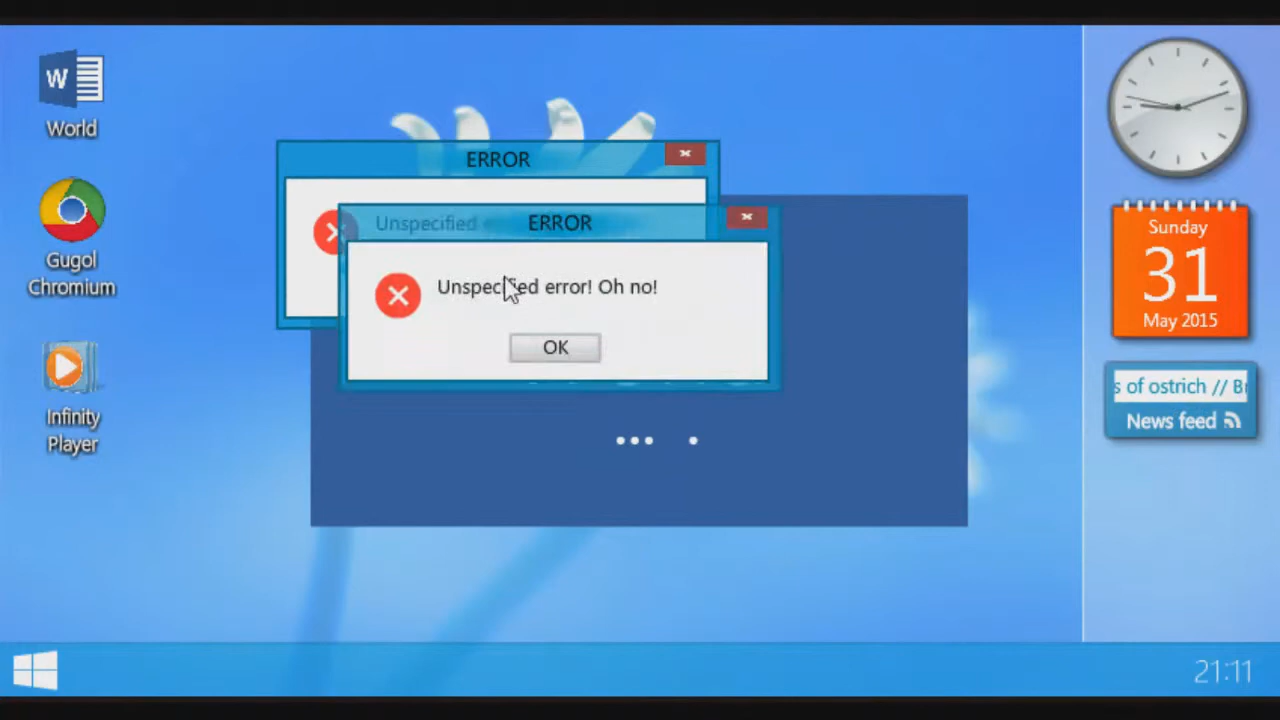 W
World
Gugol
Chromium
Infinity
Player
ERROR
Unspecified
ERROR
Unspecified error! Oh no!
OK
Sunday
31
May 2015
s of ostrich // B
News feed
21:11